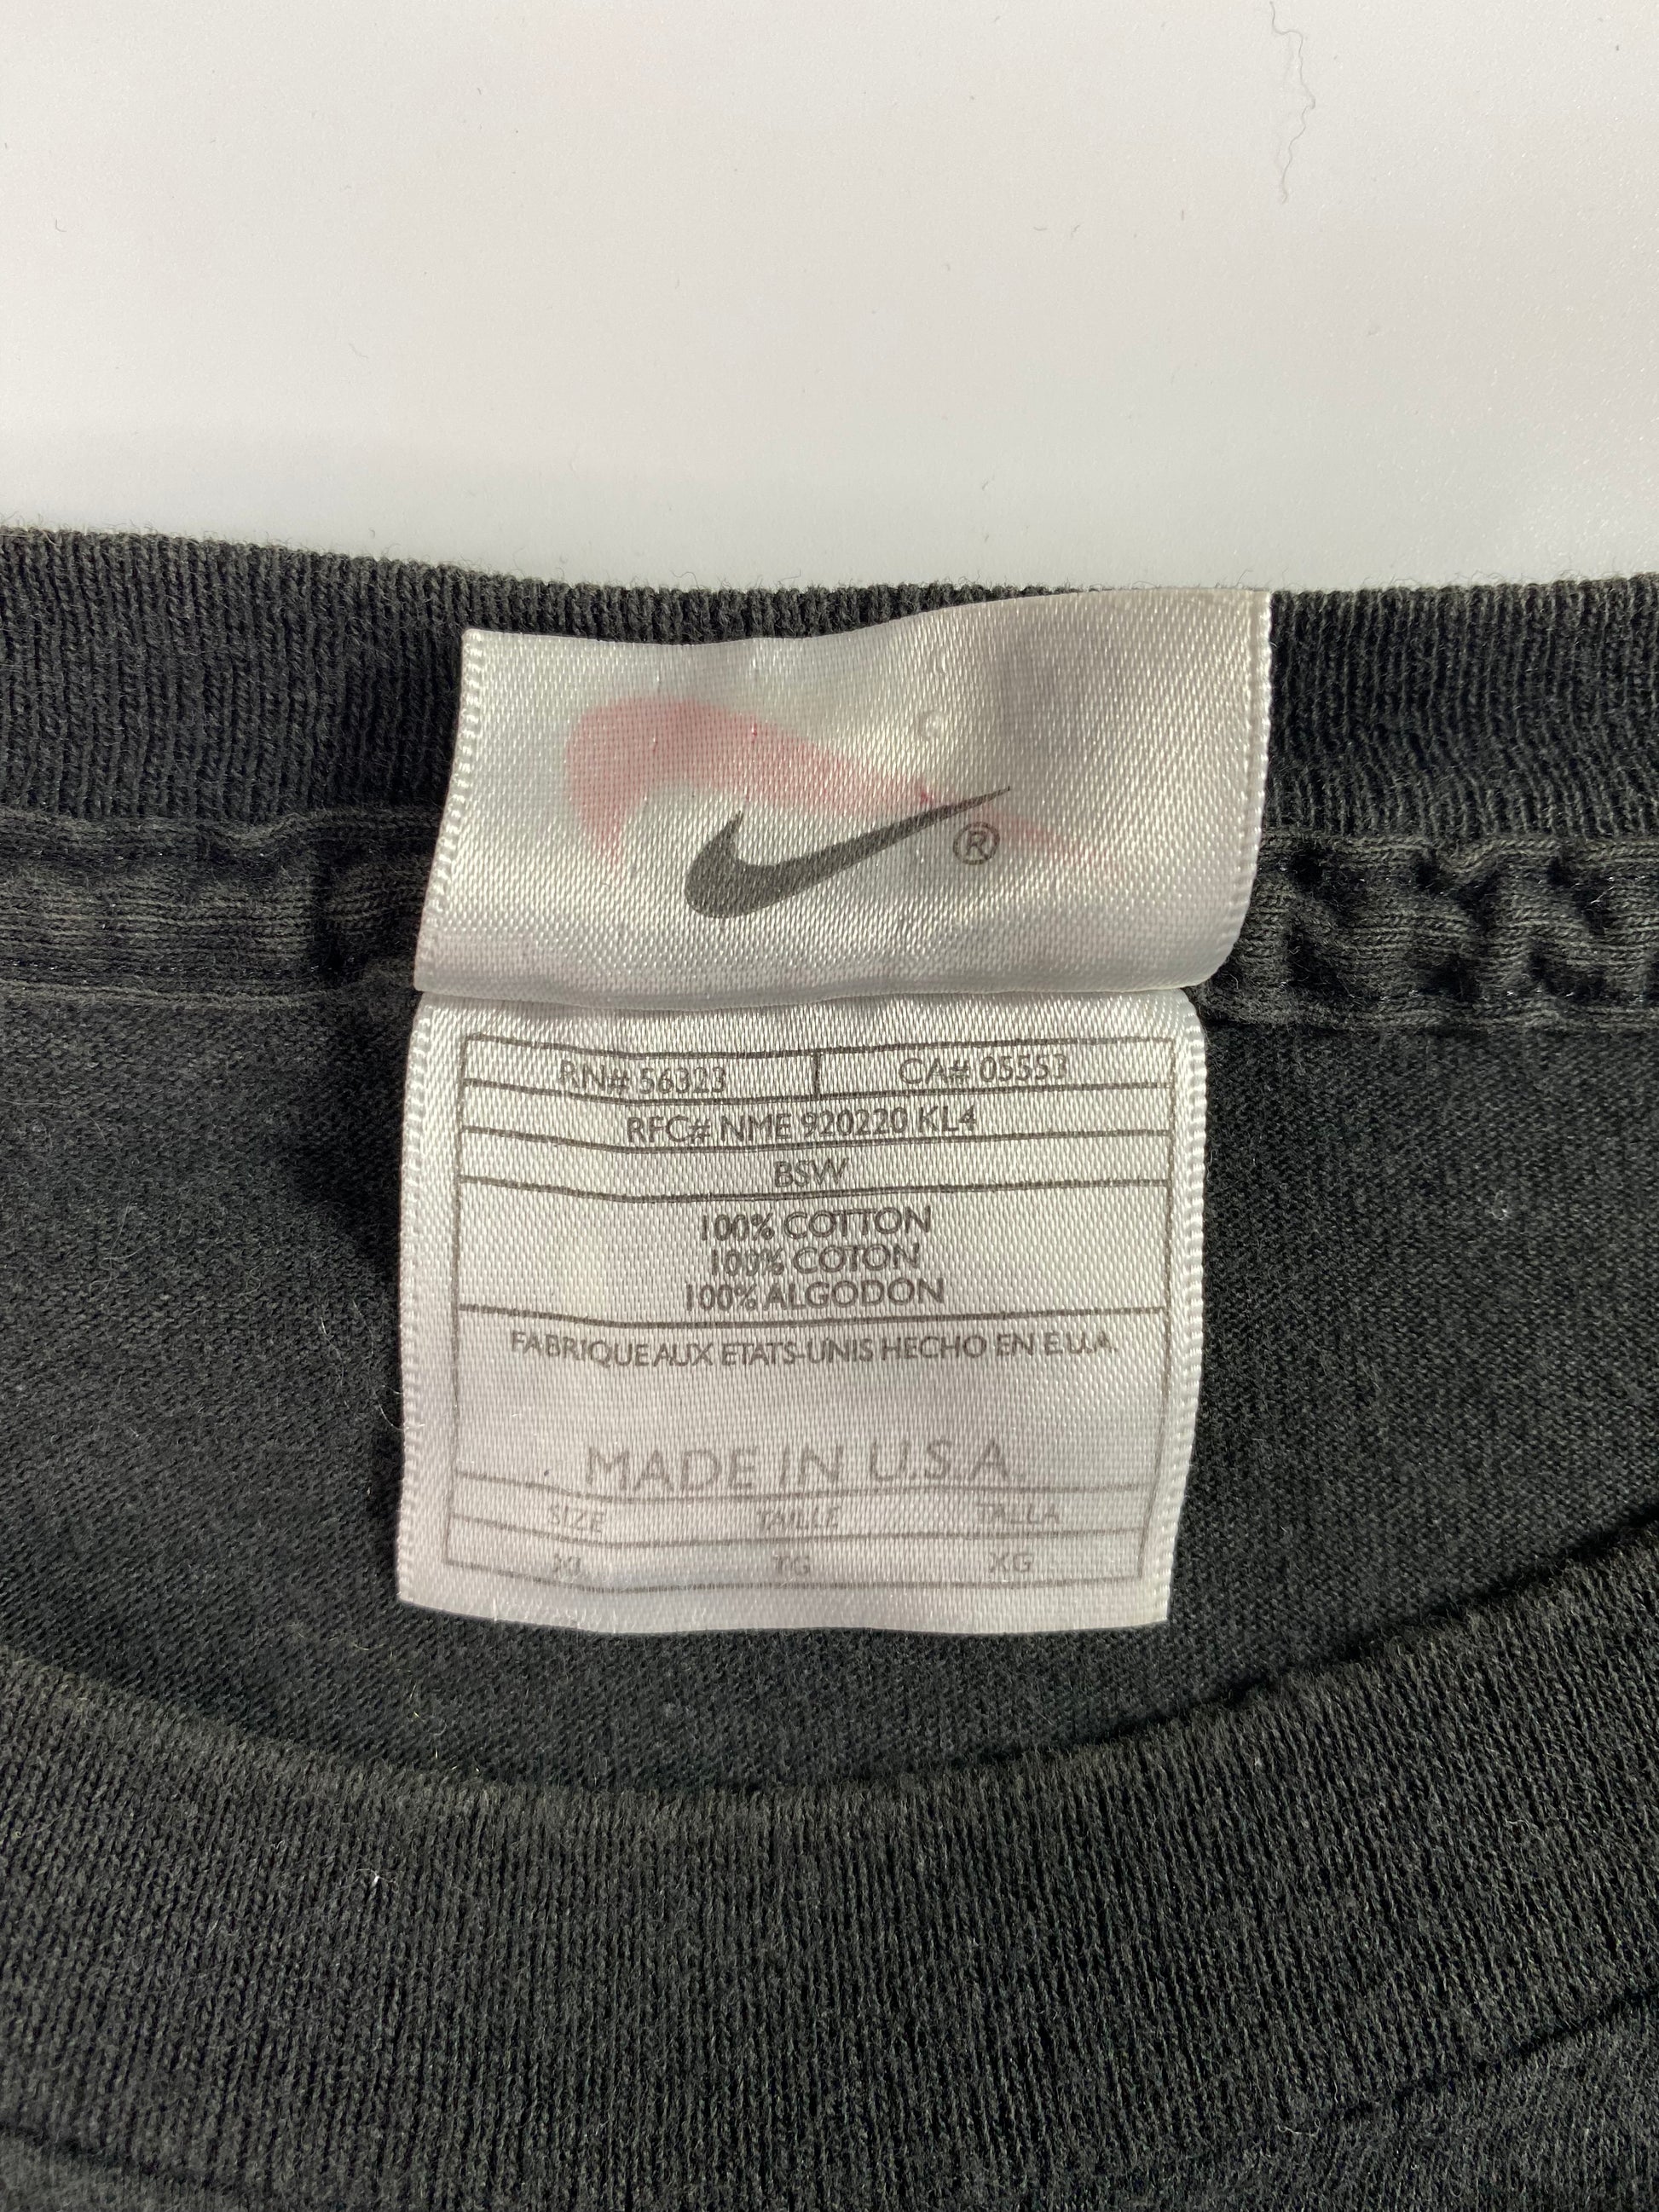 ®
RN# 56323 CA# 05553
RFC# NME 920220 KL4
BSW
100% COTTON
100% COTON
100% ALGODON
FABRIQUE AUX ETATS-UNIS HECHO EN E.U.A.
MADE IN U.S.A.
SIZE TAILLE TALLA
XL TG XG